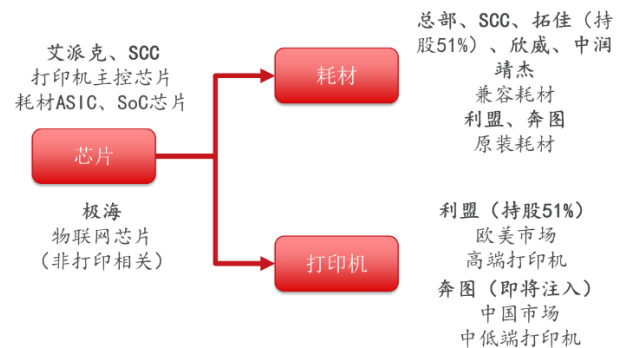 艾派克、SCC
打印机主控芯片
耗材ASIC、SoC芯片
芯片
极海
物联网芯片
（非打印相关）
耗材
总部、SCC、拓佳（持
股51%）、欣威、中润
靖杰
兼容耗材
利盟、奔图
原装耗材
打印机
利盟（持股51%）
欧美市场
高端打印机
奔图（即将注入）
中国市场
中低端打印机